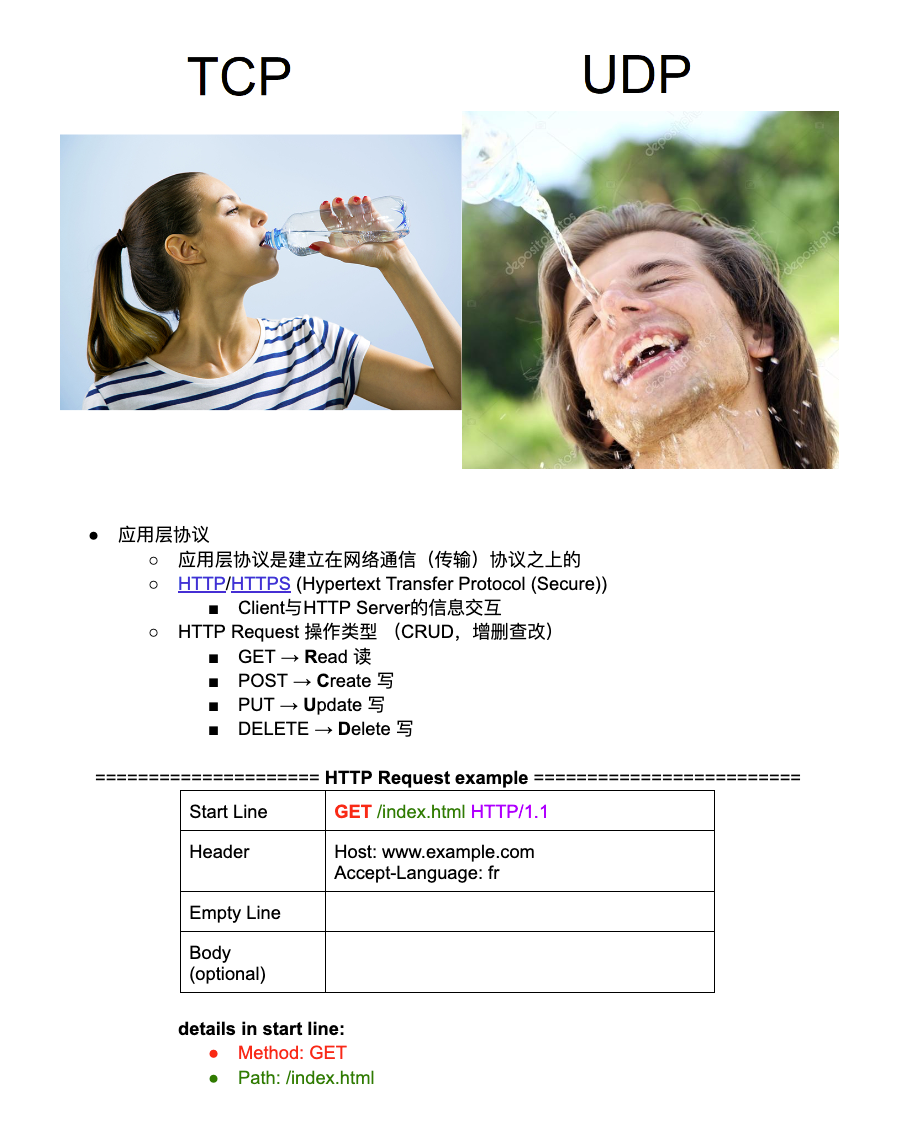 TCP
UDP
depositphotos
● 应用层协议
○ 应用层协议是建立在网络通信（传输）协议之上的
○ HTTP/HTTPS (Hypertext Transfer Protocol (Secure))
■ Client与HTTP Server的信息交互
○ HTTP Request 操作类型 （CRUD，增删查改）
■ GET → Read 读
■ POST → Create 写
■ PUT → Update 写
■ DELETE → Delete 写
===================== HTTP Request example =========================
Start Line GET /index.html HTTP/1.1
Header Host: www.example.com
Accept-Language: fr
Empty Line
Body
(optional)
details in start line:
● Method: GET
● Path: /index.html